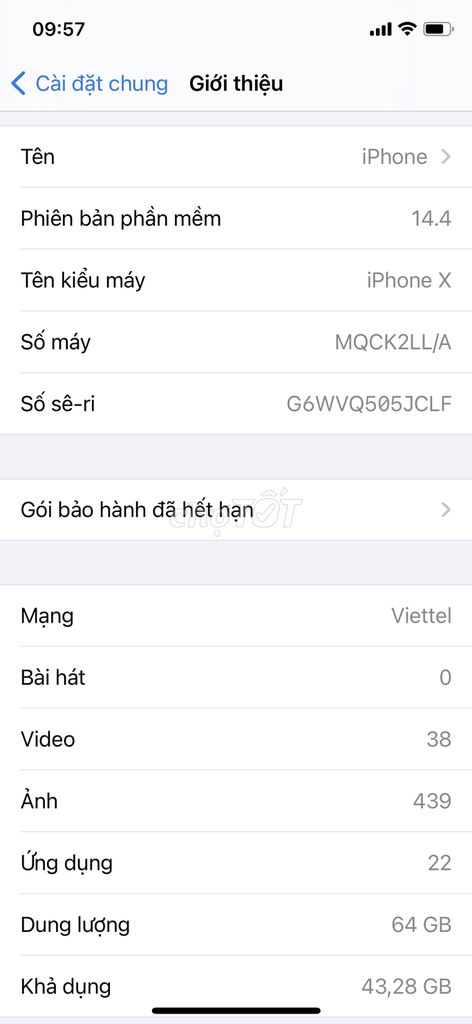 09:57
Cài đặt chung Giới thiệu
Tên iPhone
Phiên bản phần mềm 14.4
Tên kiểu máy iPhone X
Số máy MQCK2LL/A
Số sê-ri G6WVQ505JCLF
Gói bảo hành đã hết hạn
chợTỐT
Mạng Viettel
Bài hát 0
Video 38
Ảnh 439
Ứng dụng 22
Dung lượng 64 GB
Khả dụng 43,28 GB